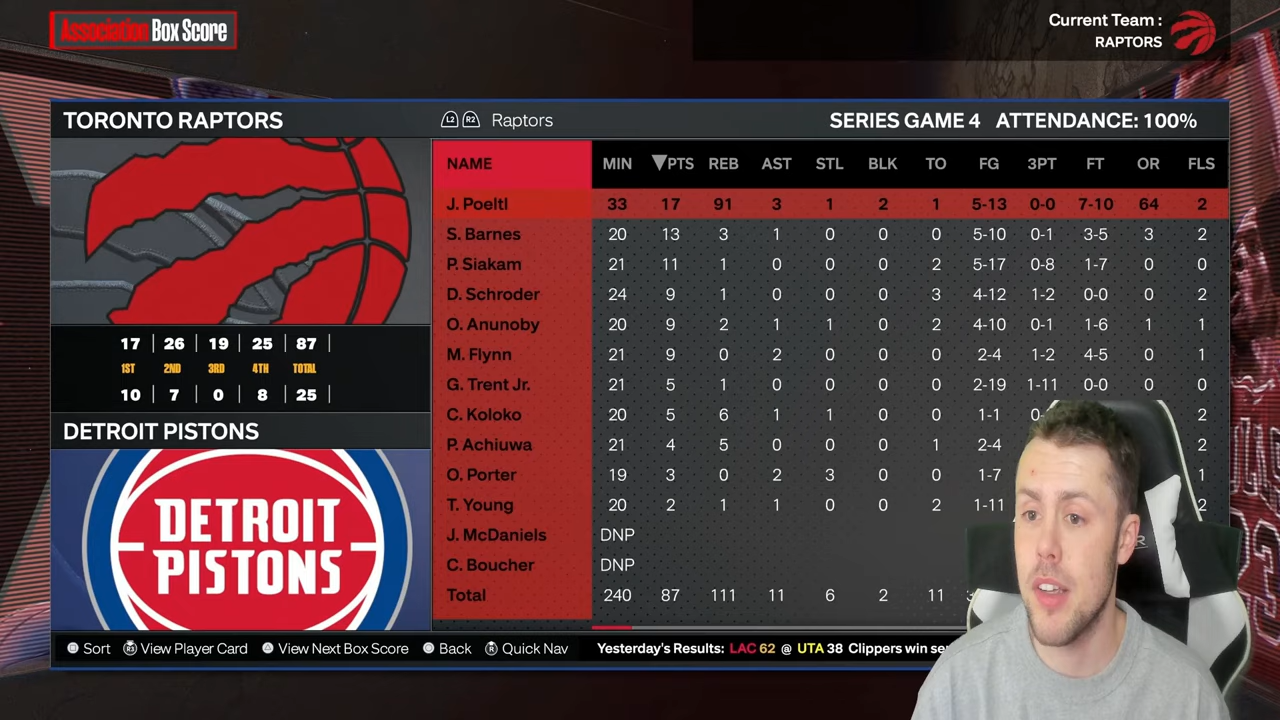 Association Box Score
Current Team :
RAPTORS
TORONTO RAPTORS
L2 R2 Raptors
SERIES GAME 4 ATTENDANCE: 100%
NAME MIN PTS REB AST STL BLK TO FG 3PT FT OR FLS
J. Poeltl 33 17 91 3 1 2 1 5-13 0-0 7-10 64 2
S. Barnes 20 13 3 1 0 0 0 5-10 0-1 3-5 3 2
P. Siakam 21 11 1 0 0 0 2 5-17 0-8 1-7 0 0
D. Schroder 24 9 1 0 0 0 3 4-12 1-2 0-0 0 2
O. Anunoby 20 9 2 1 1 0 2 4-10 0-1 1-6 1 1
M. Flynn 21 9 0 2 0 0 0 2-4 1-2 4-5 0 1
G. Trent Jr. 21 5 1 0 0 0 0 2-19 1-11 0-0 0 0
C. Koloko 20 5 6 1 1 0 0 1-1 0- 2
P. Achiuwa 21 4 5 0 0 0 1 2-4 2
O. Porter 19 3 0 2 3 0 0 1-7 1
T. Young 20 2 1 1 0 0 2 1-11 2
J. McDaniels DNP
C. Boucher DNP
Total 240 87 111 11 6 2 11
17 26 19 25 87
1ST 2ND 3RD 4TH TOTAL
10 7 0 8 25
DETROIT PISTONS
DETROIT
PISTONS
Sort R3 View Player Card View Next Box Score Back R Quick Nav
Yesterday's Results: LAC 62 @ UTA 38 Clippers win ser